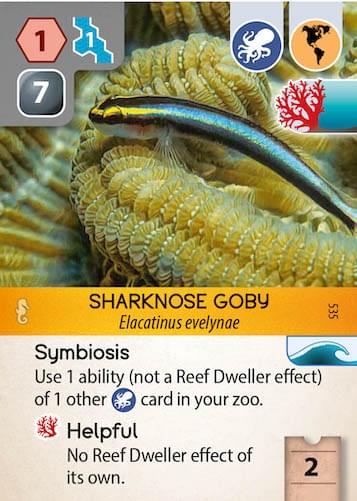 1
1
7
SHARKNOSE GOBY
Elacatinus evelynae
535
Symbiosis
Use 1 ability (not a Reef Dweller effect)
of 1 other card in your zoo.
Helpful
No Reef Dweller effect of
its own.
2